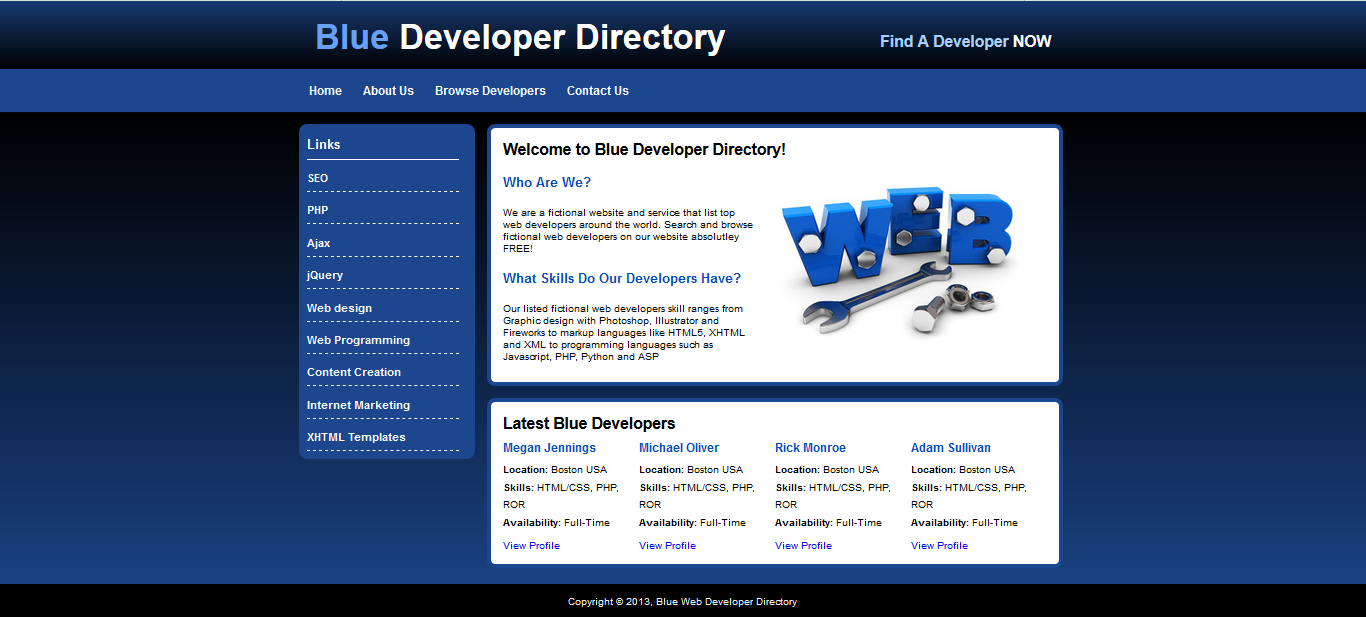 Blue Developer Directory
Find A Developer NOW
Home About Us Browse Developers Contact Us
Links
SEO
PHP
Ajax
jQuery
Web design
Web Programming
Content Creation
Internet Marketing
XHTML Templates
Welcome to Blue Developer Directory!
Who Are We?
We are a fictional website and service that list top
web developers around the world. Search and browse
fictional web developers on our website absolutley
FREE!
What Skills Do Our Developers Have?
Our listed fictional web developers skill ranges from
Graphic design with Photoshop, Illustrator and
Fireworks to markup languages like HTML5, XHTML
and XML to programming languages such as
Javascript, PHP, Python and ASP
WEB
Latest Blue Developers
Megan Jennings
Location: Boston USA
Skills: HTML/CSS, PHP,
ROR
Availability: Full-Time
View Profile
Michael Oliver
Location: Boston USA
Skills: HTML/CSS, PHP,
ROR
Availability: Full-Time
View Profile
Rick Monroe
Location: Boston USA
Skills: HTML/CSS, PHP,
ROR
Availability: Full-Time
View Profile
Adam Sullivan
Location: Boston USA
Skills: HTML/CSS, PHP,
ROR
Availability: Full-Time
View Profile
Copyright © 2013, Blue Web Developer Directory